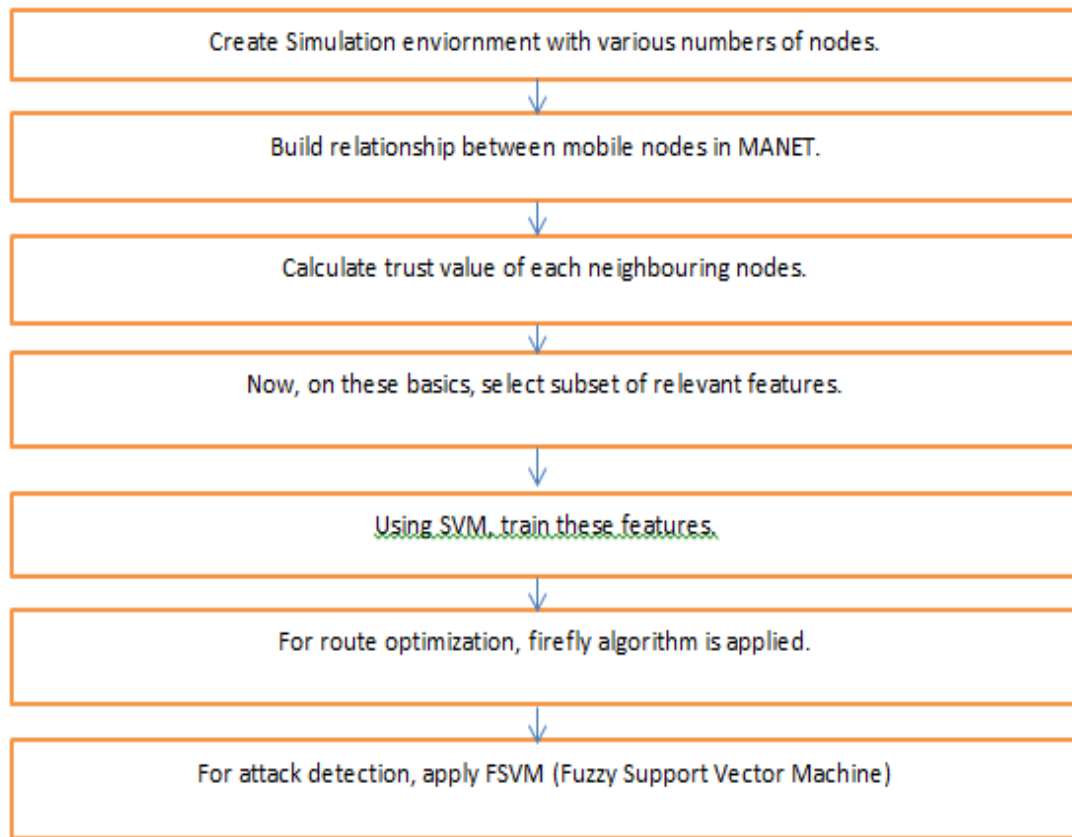 Create Simulation enviornment with various numbers of nodes.
Build relationship between mobile nodes in MANET.
Calculate trust value of each neighbouring nodes.
Now, on these basics, select subset of relevant features.
Using SVM, train these features.
For route optimization, firefly algorithm is applied.
For attack detection, apply FSVM (Fuzzy Support Vector Machine)